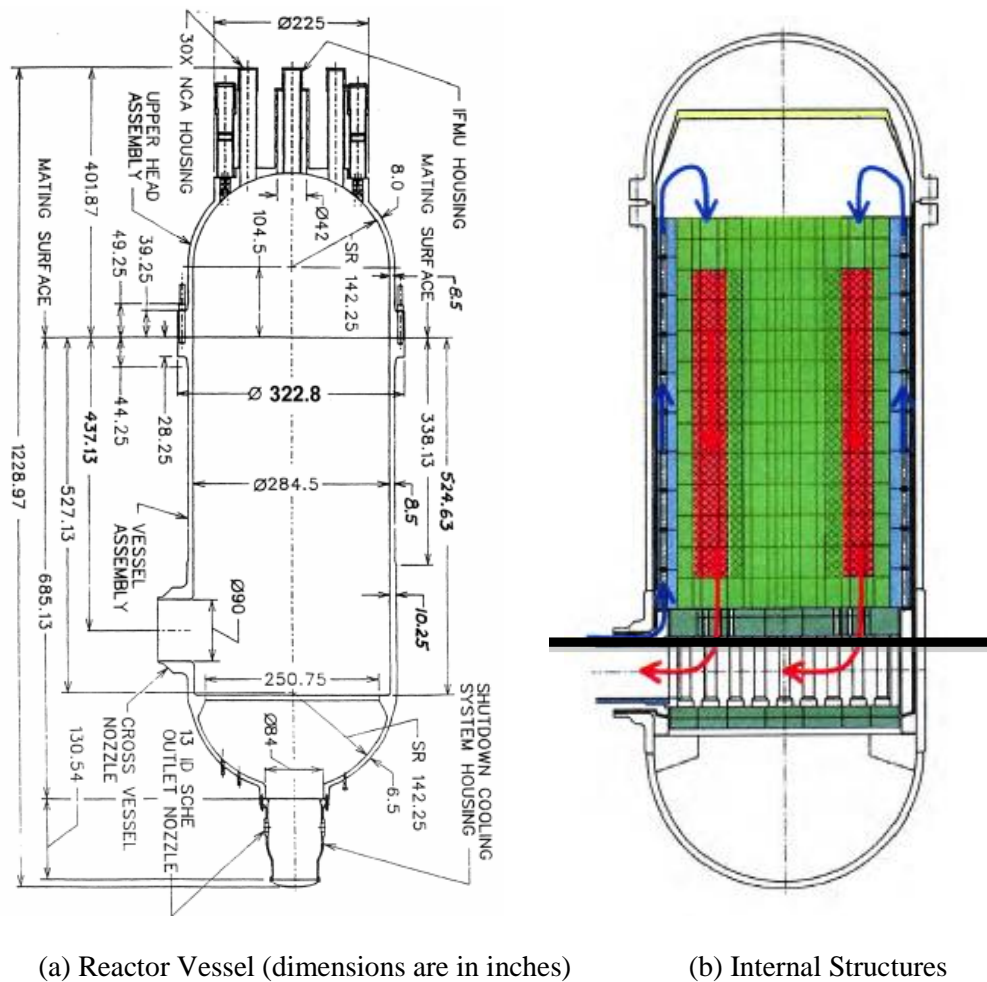 Ø225
30X NCA HOUSING
UPPER HEAD
ASSEMBLY
401.87
MATING SURFACE
49.25
39.25
104.5
Ø42
SR 142.25
8.0
IFMU HOUSING
MATING SURFACE
8.5
Ø 322.8
44.25
28.25
437.13
527.13
685.13
1228.97
338.13
524.63
8.5
Ø284.5
VESSEL
ASSEMBLY
Ø90
10.25
250.75
Ø84
SR 142.25
6.5
130.54
CROSS VESSEL
NOZZLE
13 ID SCHE
OUTLET NOZZLE
SHUTDOWN COOLING
SYSTEM HOUSING
(a) Reactor Vessel (dimensions are in inches)
(b) Internal Structures